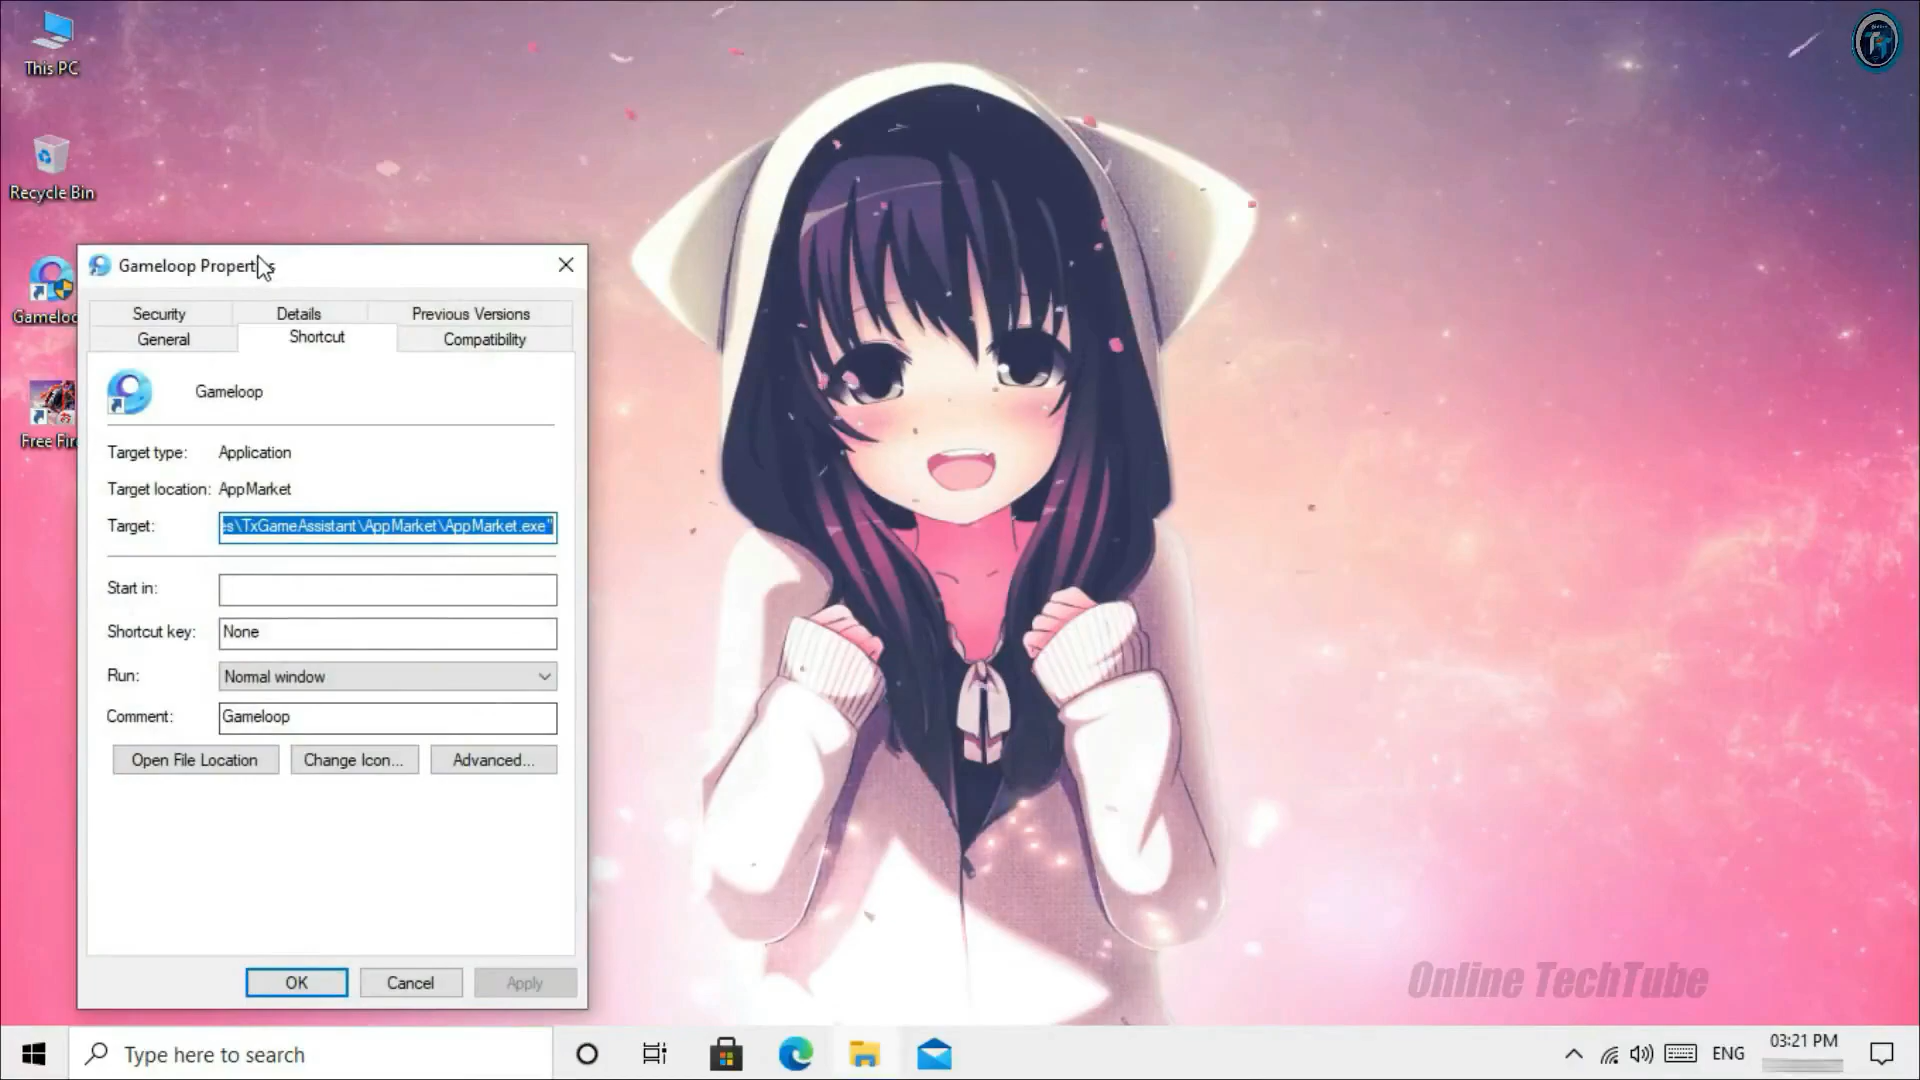 This PC
Recycle Bin
Gameloo
Free Fir
Gameloop Properties
Security
Details
Previous Versions
General
Shortcut
Compatibility
Gameloop
Target type:
Application
Target location:
AppMarket
Target:
es\TxGameAssistant\AppMarket\AppMarket.exe"
Start in:
Shortcut key:
None
Run:
Normal window
Comment:
Gameloop
Open File Location
Change Icon...
Advanced...
OK
Cancel
Apply
Online TechTube
Type here to search
ENG
03:21 PM